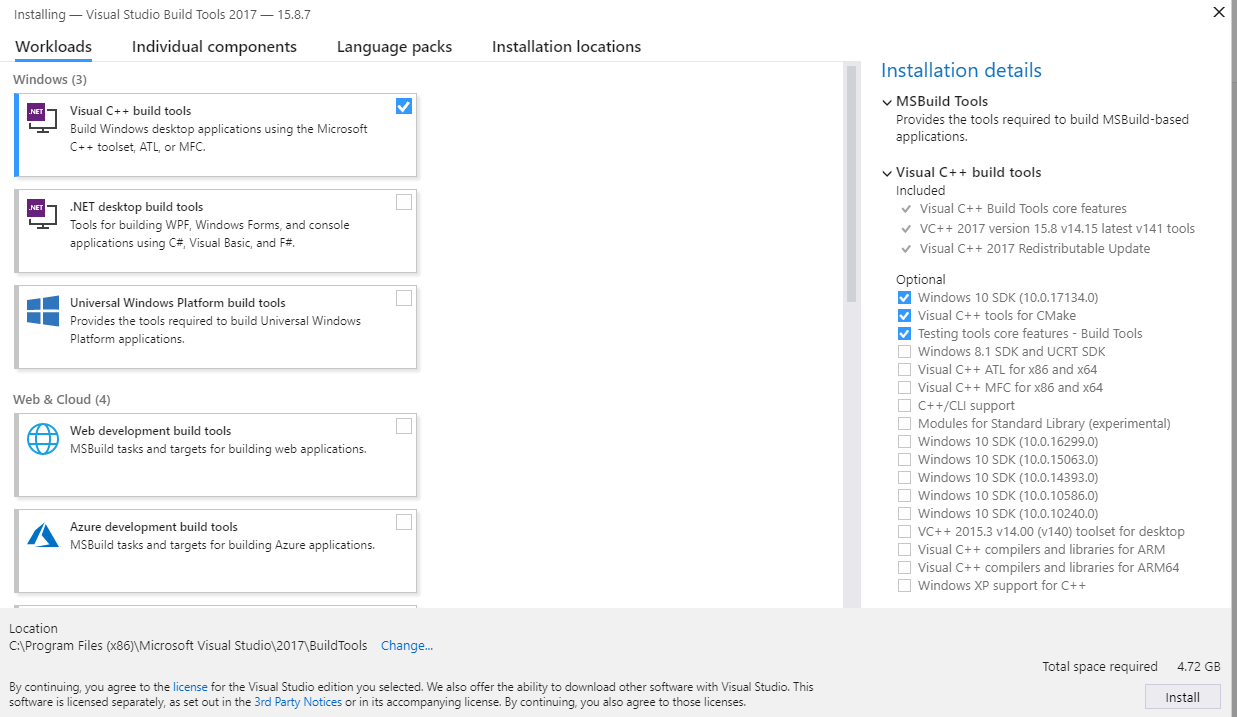 Installing — Visual Studio Build Tools 2017 — 15.8.7
Workloads
Individual components
Language packs
Installation locations
Windows (3)
.NET
Visual C++ build tools
Build Windows desktop applications using the Microsoft
C++ toolset, ATL, or MFC.
.NET
.NET desktop build tools
Tools for building WPF, Windows Forms, and console
applications using C#, Visual Basic, and F#.
Universal Windows Platform build tools
Provides the tools required to build Universal Windows
Platform applications.
Web & Cloud (4)
Web development build tools
MSBuild tasks and targets for building web applications.
Azure development build tools
MSBuild tasks and targets for building Azure applications.
Installation details
MSBuild Tools
Provides the tools required to build MSBuild-based
applications.
Visual C++ build tools
Included
Visual C++ Build Tools core features
VC++ 2017 version 15.8 v14.15 latest v141 tools
Visual C++ 2017 Redistributable Update
Optional
Windows 10 SDK (10.0.17134.0)
Visual C++ tools for CMake
Testing tools core features - Build Tools
Windows 8.1 SDK and UCRT SDK
Visual C++ ATL for x86 and x64
Visual C++ MFC for x86 and x64
C++/CLI support
Modules for Standard Library (experimental)
Windows 10 SDK (10.0.16299.0)
Windows 10 SDK (10.0.15063.0)
Windows 10 SDK (10.0.14393.0)
Windows 10 SDK (10.0.10586.0)
Windows 10 SDK (10.0.10240.0)
VC++ 2015.3 v14.00 (v140) toolset for desktop
Visual C++ compilers and libraries for ARM
Visual C++ compilers and libraries for ARM64
Windows XP support for C++
Location
C:\Program Files (x86)\Microsoft Visual Studio\2017\BuildTools Change...
Total space required 4.72 GB
By continuing, you agree to the license for the Visual Studio edition you selected. We also offer the ability to download other software with Visual Studio. This
software is licensed separately, as set out in the 3rd Party Notices or in its accompanying license. By continuing, you also agree to those licenses.
Install